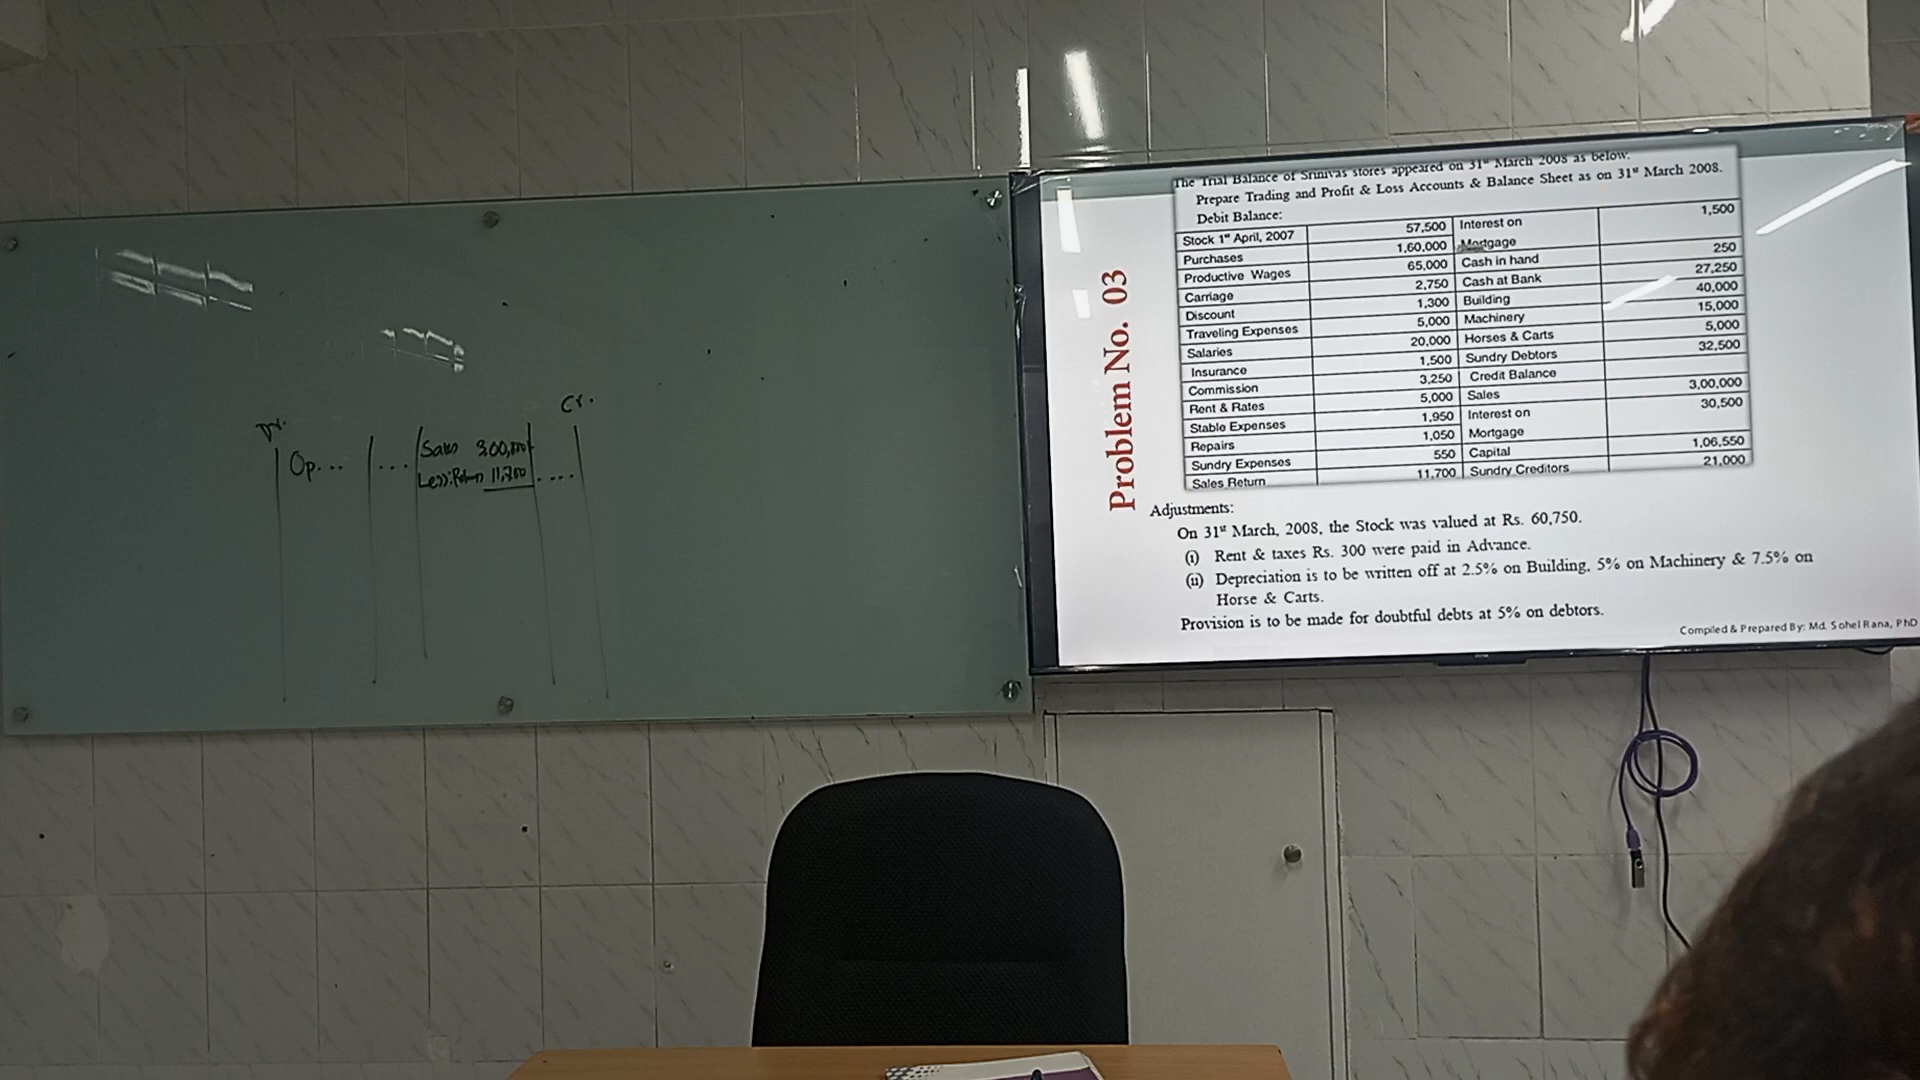 Dr.
Cr.
Op... ... Sales 3,00,000
Less: Return 11,700 ....
Problem No. 03
The Trial Balance of Srinivas stores appeared on 31st March 2008 as below.
Prepare Trading and Profit & Loss Accounts & Balance Sheet as on 31st March 2008.
Debit Balance:
Stock 1st April, 2007 57,500 Interest on 1,500
Purchases 1,60,000 Mortgage
Productive Wages 65,000 Cash in hand 250
Carriage 2,750 Cash at Bank 27,250
Discount 1,300 Building 40,000
Traveling Expenses 5,000 Machinery 15,000
Salaries 20,000 Horses & Carts 5,000
Insurance 1,500 Sundry Debtors 32,500
Commission 3,250 Credit Balance
Rent & Rates 5,000 Sales 3,00,000
Stable Expenses 1,950 Interest on 30,500
Repairs 1,050 Mortgage
Sundry Expenses 550 Capital 1,06,550
Sales Return 11,700 Sundry Creditors 21,000
Adjustments:
On 31st March, 2008, the Stock was valued at Rs. 60,750.
(i) Rent & taxes Rs. 300 were paid in Advance.
(ii) Depreciation is to be written off at 2.5% on Building, 5% on Machinery & 7.5% on
Horse & Carts.
Provision is to be made for doubtful debts at 5% on debtors.
Compiled & Prepared By: Md. Sohel Rana, PhD